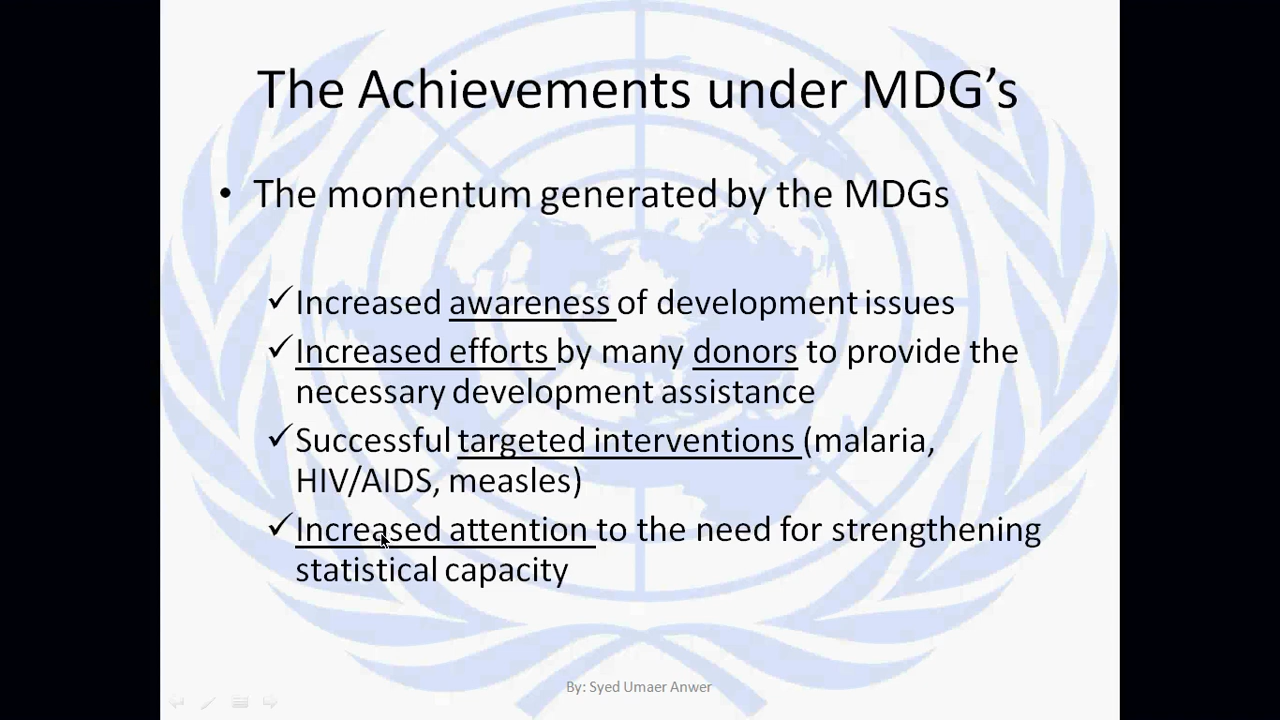 The Achievements under MDG’s
• The momentum generated by the MDGs
✓Increased awareness of development issues
✓Increased efforts by many donors to provide the
necessary development assistance
✓Successful targeted interventions (malaria,
HIV/AIDS, measles)
✓Increased attention to the need for strengthening
statistical capacity
By: Syed Umaer Anwer